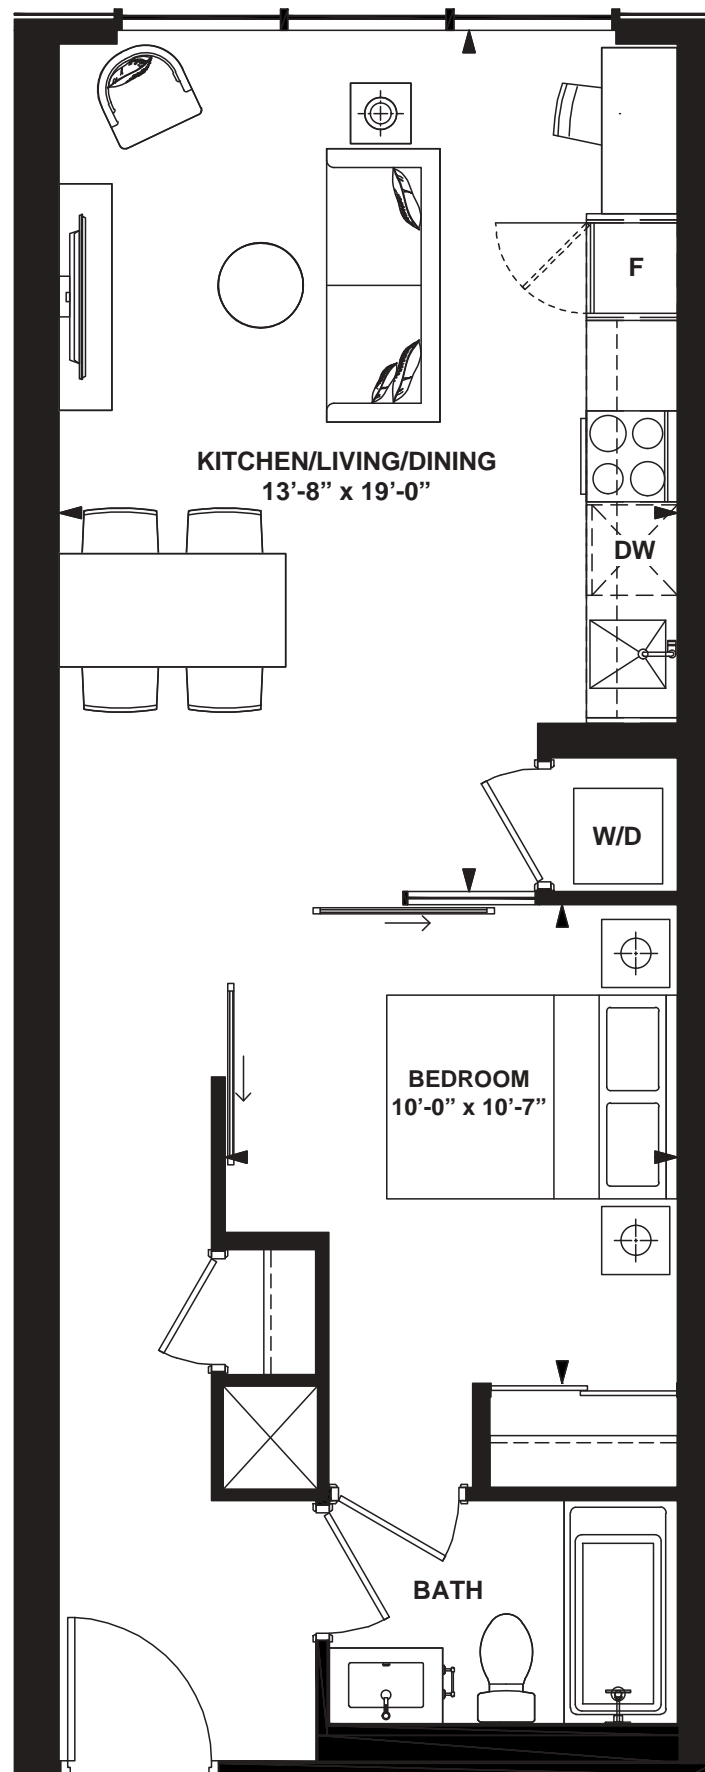 F
KITCHEN/LIVING/DINING
13’-8” x 19’-0”
DW
W/D
BEDROOM
10’-0” x 10’-7”
BATH